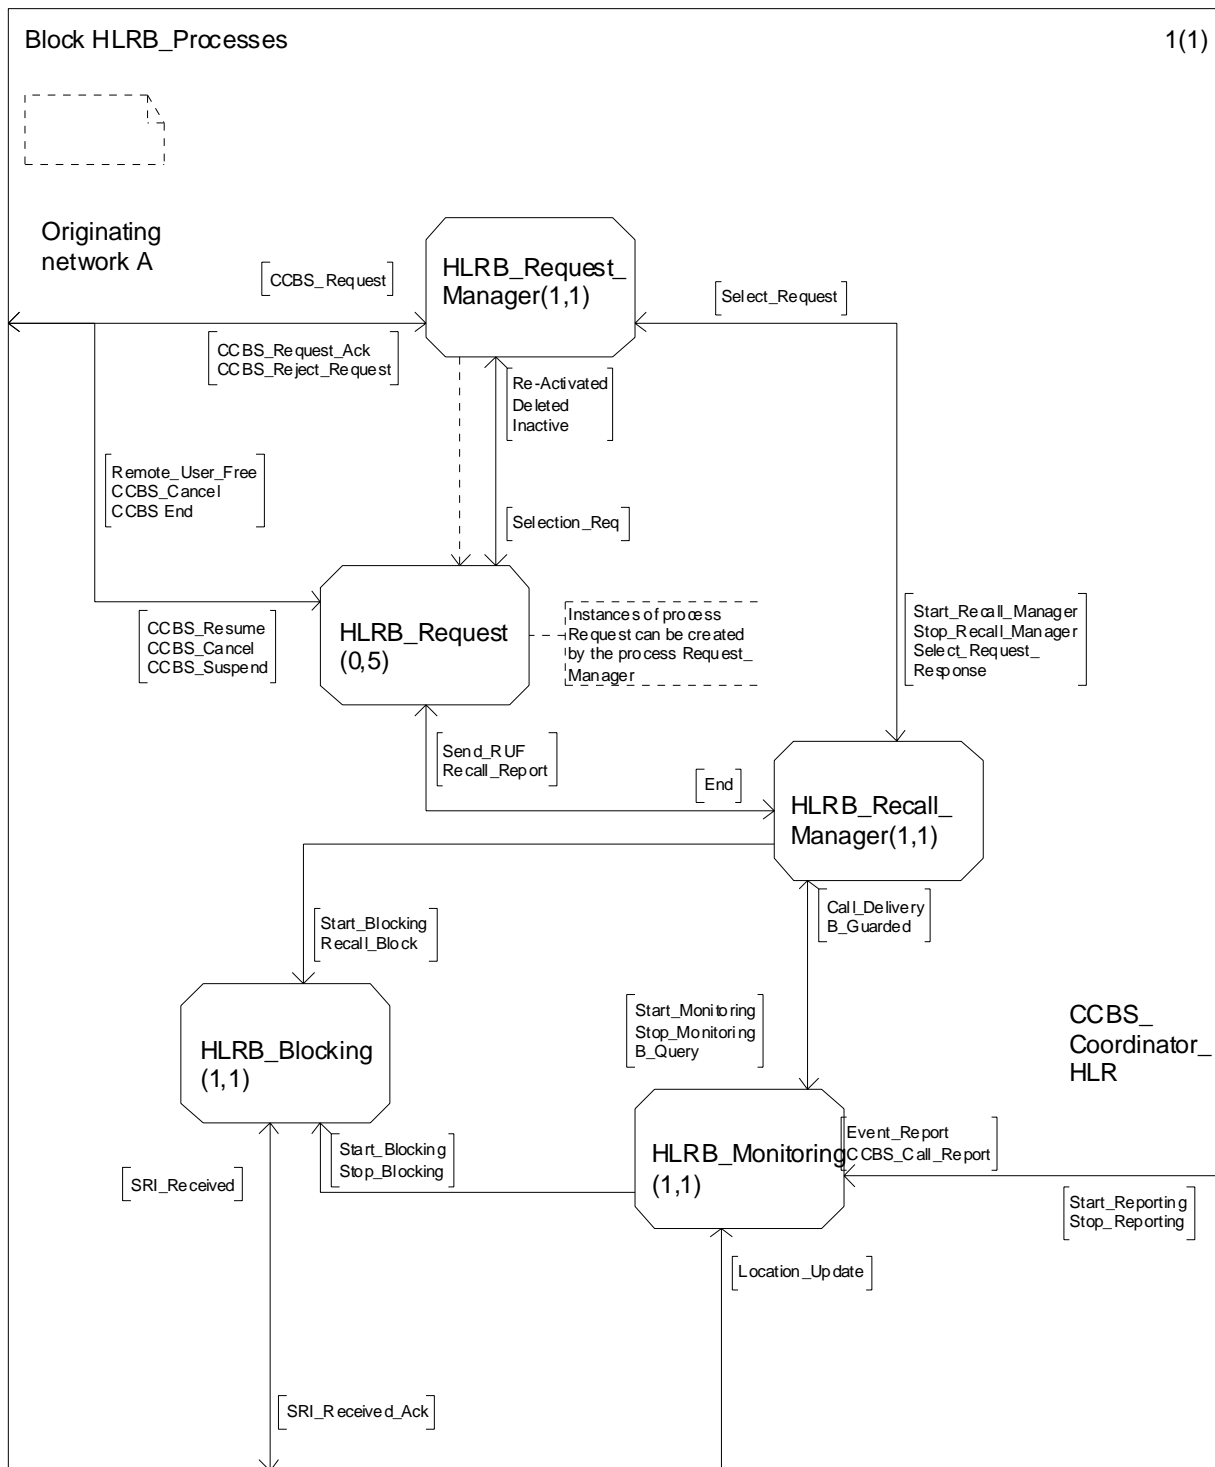 Block HLRB_Processes
1(1)
Originating
network A
CCBS_Request
HLRB_Request_
Manager(1,1)
Select_Request
CCBS_Request_Ack
CCBS_Reject_Request
Re-Activated
Deleted
Inactive
Remote_User_Free
CCBS_Cancel
CCBS End
Selection_Req
CCBS_Resume
CCBS_Cancel
CCBS_Suspend
HLRB_Request
(0,5)
Instances of process
Request can be created
by the process Request_
Manager
Start_Recall_Manager
Stop_Recall_Manager
Select_Request_
Response
Send_RUF
Recall_Report
End
HLRB_Recall_
Manager(1,1)
Start_Blocking
Recall_Block
Call_Delivery
B_Guarded
HLRB_Blocking
(1,1)
Start_Monitoring
Stop_Monitoring
B_Query
CCBS_
Coordinator_
HLR
SRI_Received
Start_Blocking
Stop_Blocking
HLRB_Monitoring
(1,1)
Event_Report
CCBS_Call_Report
Start_Reporting
Stop_Reporting
Location_Update
SRI_Received_Ack